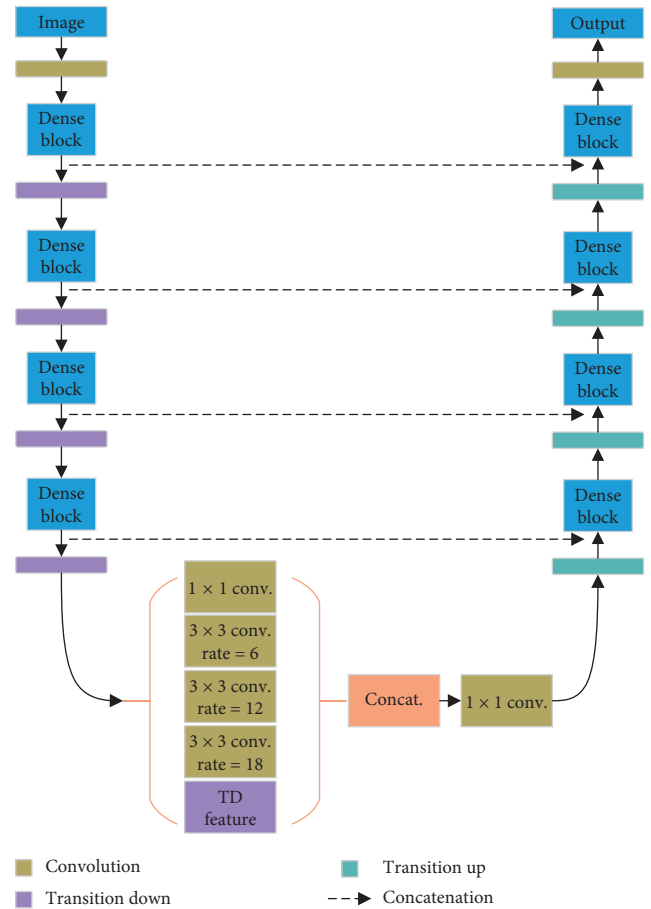 Image
Output
Dense
block
Dense
block
Dense
block
Dense
block
Dense
block
Dense
block
Dense
block
Dense
block
1 × 1 conv.
3 × 3 conv.
rate = 6
3 × 3 conv.
rate = 12
3 × 3 conv.
rate = 18
TD
feature
Concat.
1 × 1 conv.
Convolution
Transition down
Transition up
Concatenation